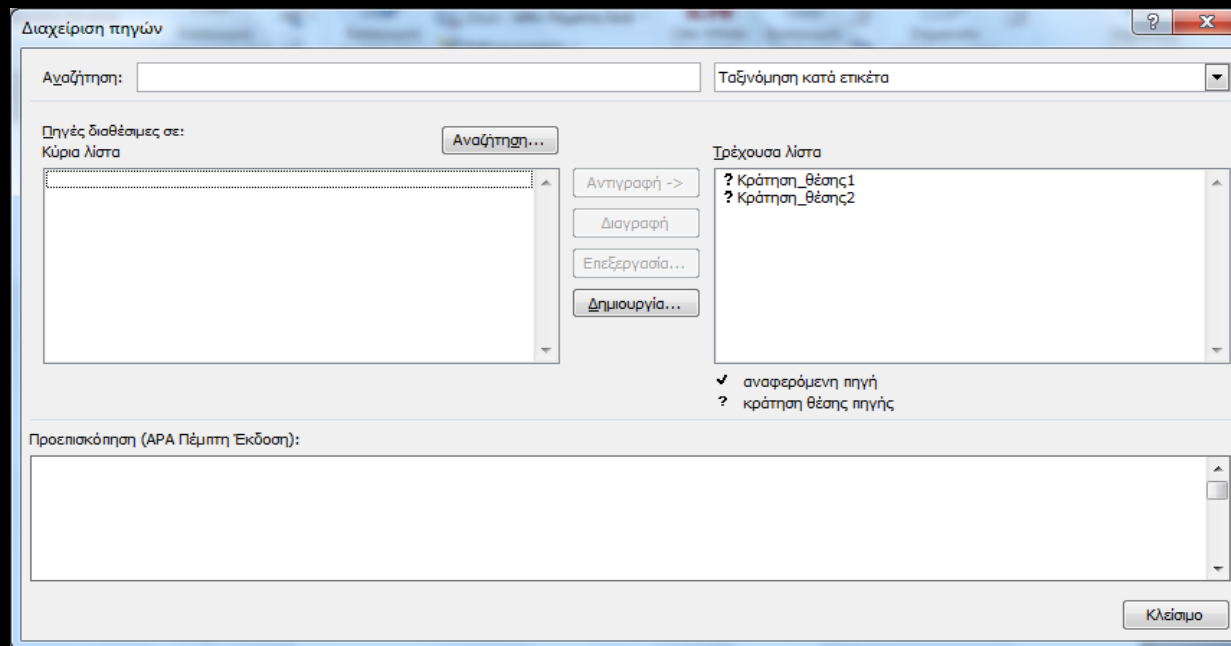 Διαχείριση πηγών
Αναζήτηση:
Ταξινόμηση κατά ετικέτα
Πηγές διαθέσιμες σε:
Κύρια λίστα
Αναζήτηση...
Τρέχουσα λίστα
Αντιγραφή ->
Διαγραφή
Επεξεργασία...
Δημιουργία...
? Κράτηση_θέσης1
? Κράτηση_θέσης2
✓ αναφερόμενη πηγή
? κράτηση θέσης πηγής
Προεπισκόπηση (APA Πέμπτη Έκδοση):
Κλείσιμο